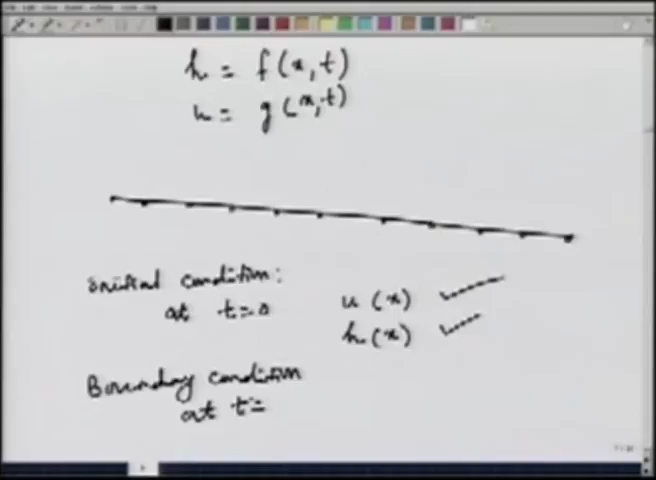 h = f(x,t)
u = g(x,t)
Initial condition:
at t=0
u(x)
h(x)
Boundary condition
at t=